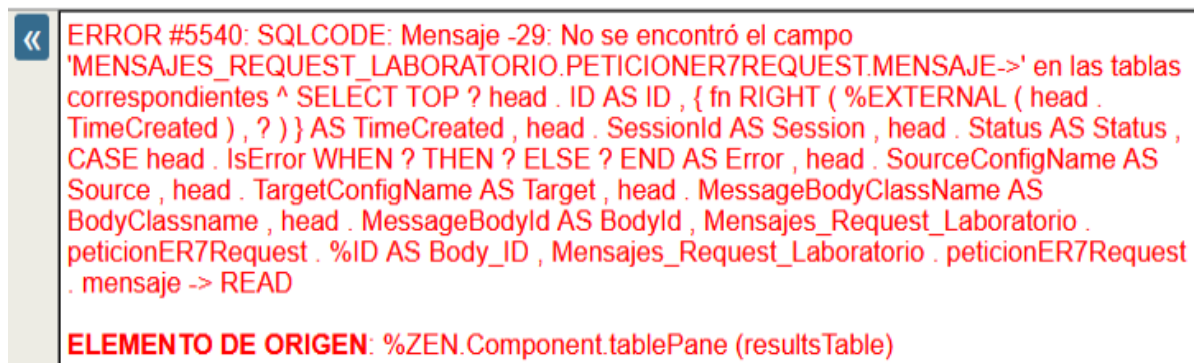 «
ERROR #5540: SQLCODE: Mensaje -29: No se encontró el campo
'MENSAJES_REQUEST_LABORATORIO.PETICIONER7REQUEST.MENSAJE->' en las tablas
correspondientes ^ SELECT TOP ? head . ID AS ID , { fn RIGHT ( %EXTERNAL ( head .
TimeCreated ) , ? ) } AS TimeCreated , head . SessionId AS Session , head . Status AS Status ,
CASE head . IsError WHEN ? THEN ? ELSE ? END AS Error , head . SourceConfigName AS
Source , head . TargetConfigName AS Target , head . MessageBodyClassName AS
BodyClassname , head . MessageBodyId AS BodyId , Mensajes_Request_Laboratorio .
peticionER7Request . %ID AS Body_ID , Mensajes_Request_Laboratorio . peticionER7Request
. mensaje -> READ
ELEMENTO DE ORIGEN: %ZEN.Component.tablePane (resultsTable)